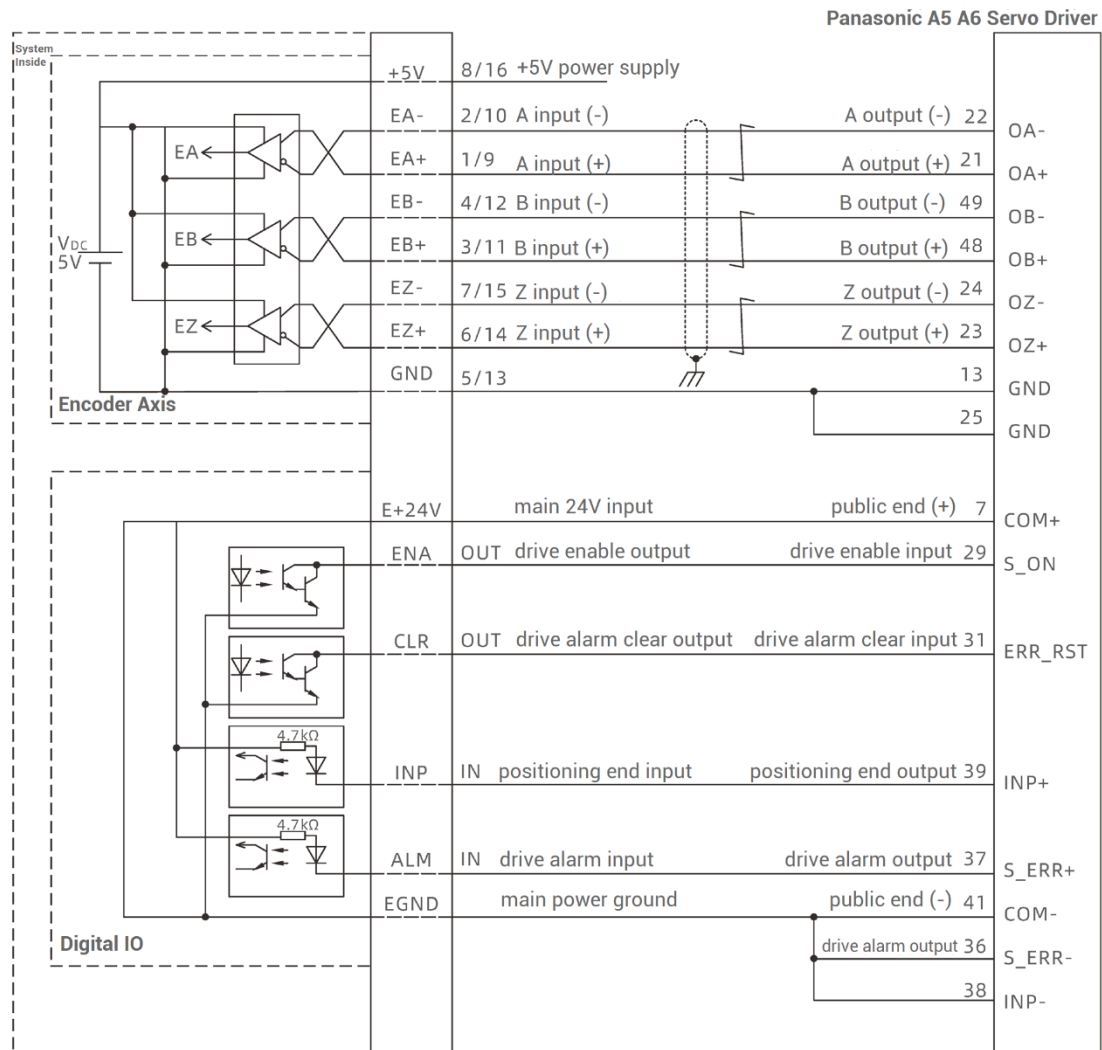 Panasonic A5 A6 Servo Driver
System
Inside
+5V 8/16 +5V power supply
EA- 2/10 A input (-) A output (-) 22 OA-
EA EA+ 1/9 A input (+) A output (+) 21 OA+
EB- 4/12 B input (-) B output (-) 49 OB-
VDC
5V
EB EB+ 3/11 B input (+) B output (+) 48 OB+
EZ- 7/15 Z input (-) Z output (-) 24 OZ-
EZ EZ+ 6/14 Z input (+) Z output (+) 23 OZ+
GND 5/13 13 GND
Encoder Axis
25 GND
E+24V main 24V input public end (+) 7 COM+
ENA OUT drive enable output drive enable input 29 S_ON
CLR OUT drive alarm clear output drive alarm clear input 31 ERR_RST
4.7kΩ
INP IN positioning end input positioning end output 39 INP+
4.7kΩ
ALM IN drive alarm input drive alarm output 37 S_ERR+
EGND main power ground public end (-) 41 COM-
Digital IO
drive alarm output 36 S_ERR-
38 INP-